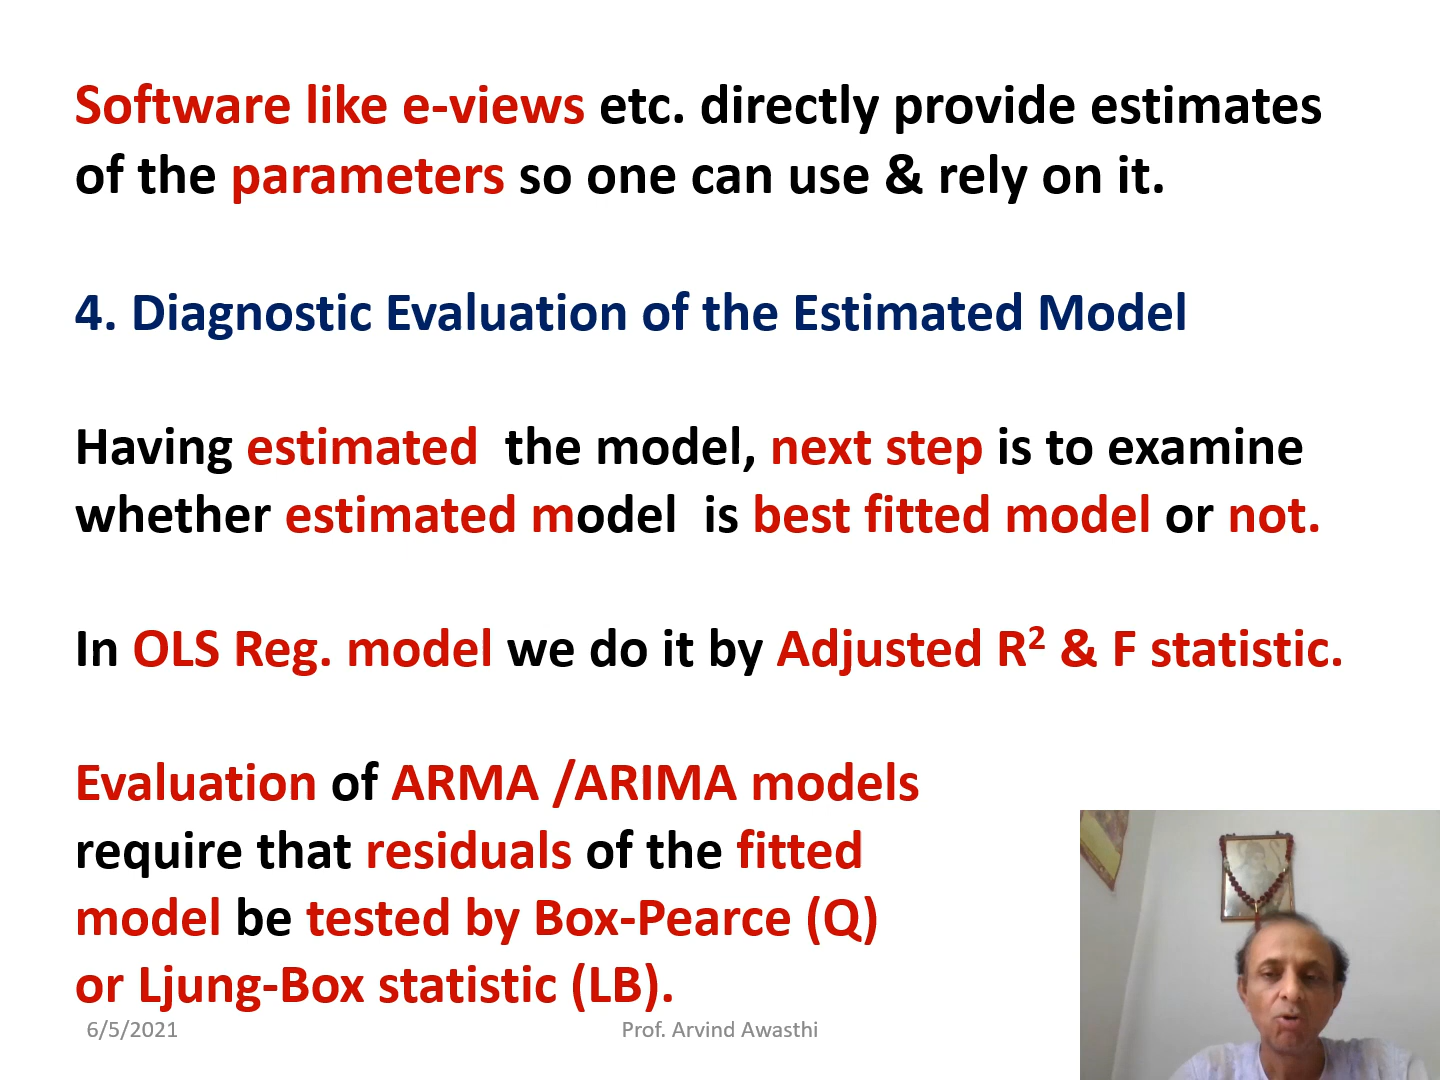 Software like e-views etc. directly provide estimates
of the parameters so one can use & rely on it.
4. Diagnostic Evaluation of the Estimated Model
Having estimated the model, next step is to examine
whether estimated model is best fitted model or not.
In OLS Reg. model we do it by Adjusted R² & F statistic.
Evaluation of ARMA /ARIMA models
require that residuals of the fitted
model be tested by Box-Pearce (Q)
or Ljung-Box statistic (LB).
6/5/2021
Prof. Arvind Awasthi